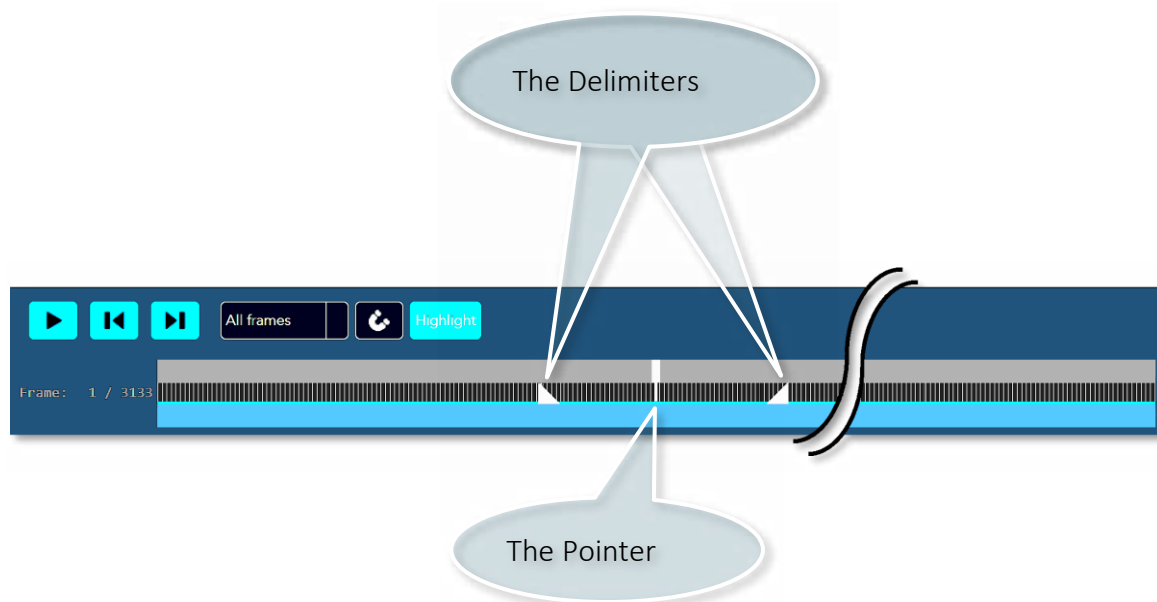 The Delimiters
All frames
Highlight
Frame: 1 / 3133
The Pointer